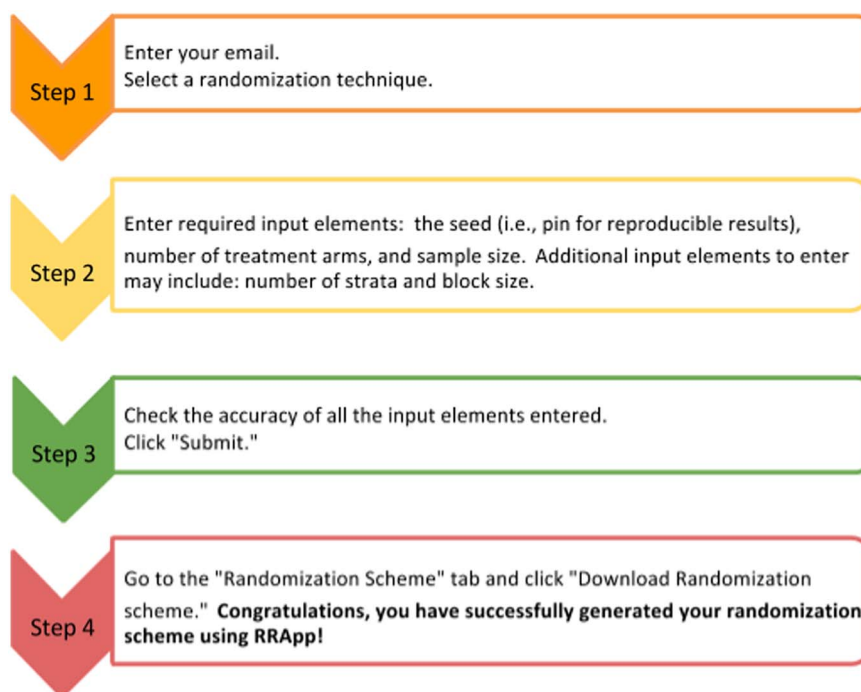 Step 1
Enter your email.
Select a randomization technique.
Step 2
Enter required input elements: the seed (i.e., pin for reproducible results),
number of treatment arms, and sample size. Additional input elements to enter
may include: number of strata and block size.
Step 3
Check the accuracy of all the input elements entered.
Click "Submit."
Step 4
Go to the "Randomization Scheme" tab and click "Download Randomization
scheme." Congratulations, you have successfully generated your randomization
scheme using RRApp!